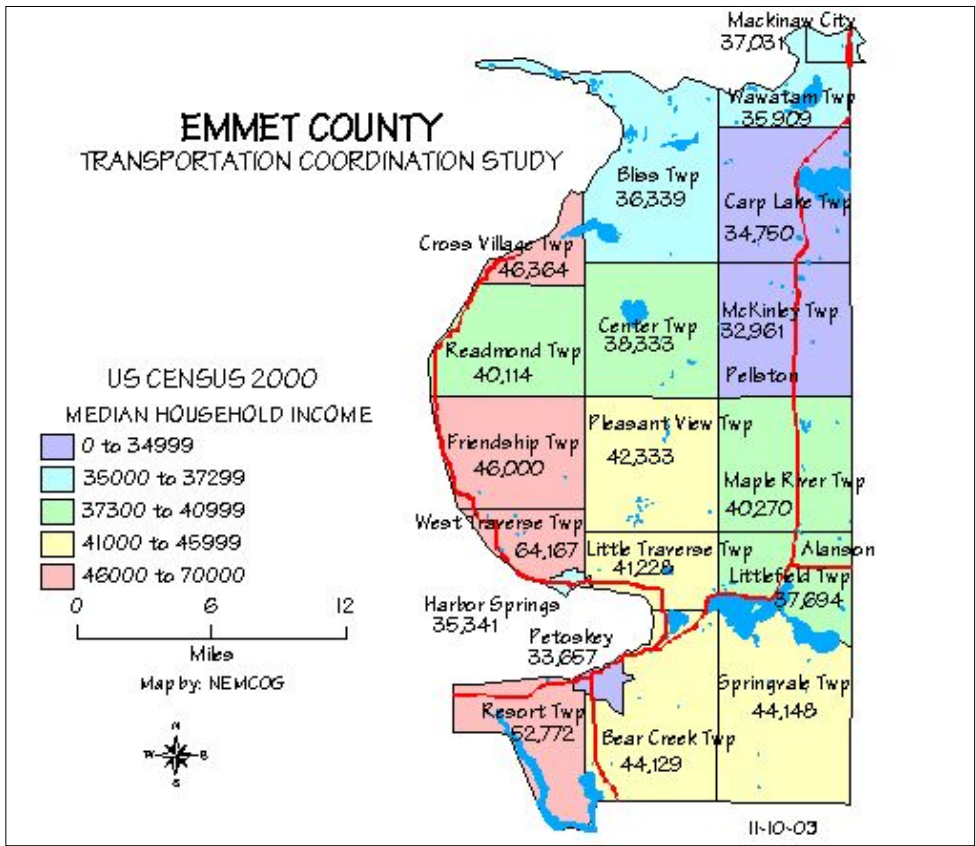 Mackinaw City
37,031
EMMET COUNTY
TRANSPORTATION COORDINATION STUDY
Wawatam Twp
35,909
Bliss Twp
36,339
Carp Lake Twp
34,750
Cross Village Twp
46,364
McKinley Twp
32,961
Pellston
Center Twp
38,333
Readmond Twp
40,114
US CENSUS 2000
MEDIAN HOUSEHOLD INCOME
0 to 34999
35000 to 37299
37300 to 40999
41000 to 45999
46000 to 70000
Friendship Twp
46,000
Pleasant View Twp
42,333
Maple River Twp
40,270
West Traverse Twp
64,167
Little Traverse Twp
41,228
Alanson
Littlefield Twp
37,694
0 6 12
Miles
Map by: NEMCOG
Harbor Springs
35,341
Petoskey
33,657
Resort Twp
52,772
Springvale Twp
44,148
Bear Creek Twp
44,129
N
W E
S
11-10-03